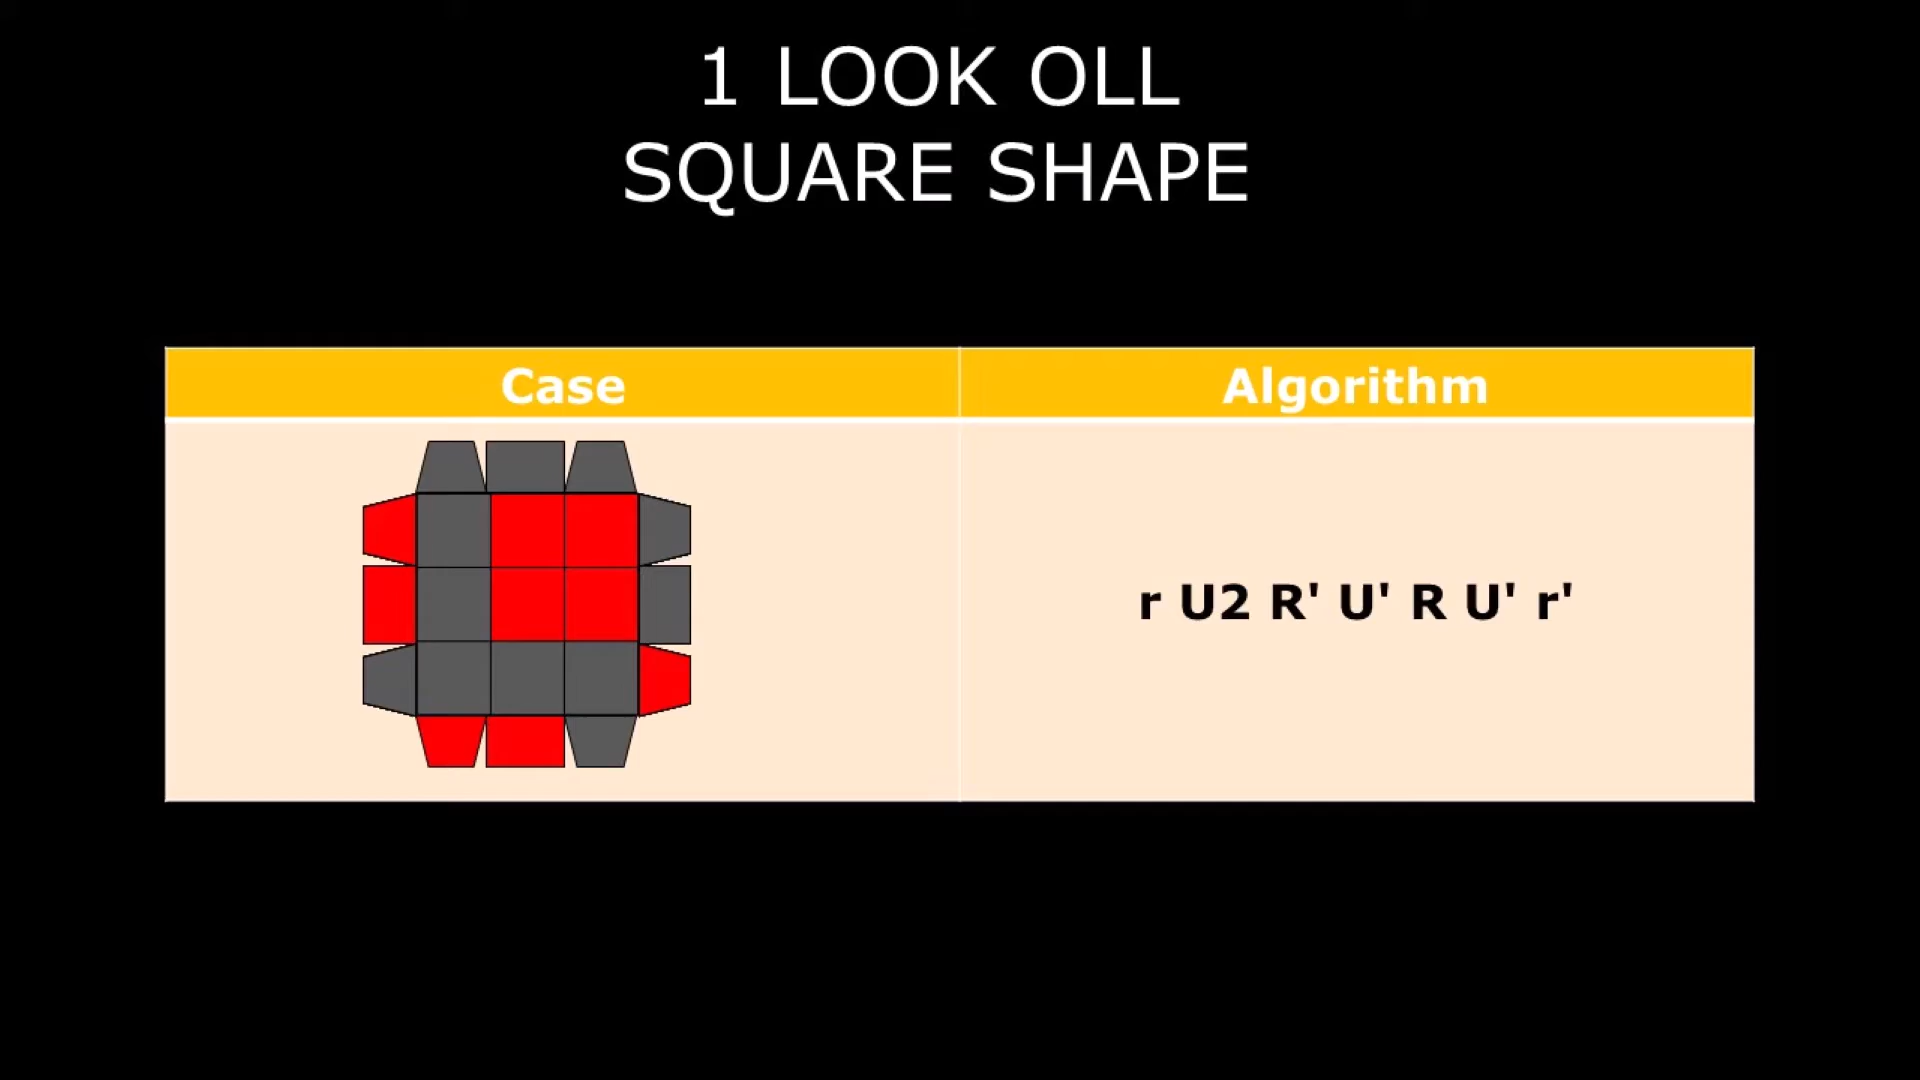 1 LOOK OLL
SQUARE SHAPE
Case
Algorithm
r U2 R' U' R U' r'